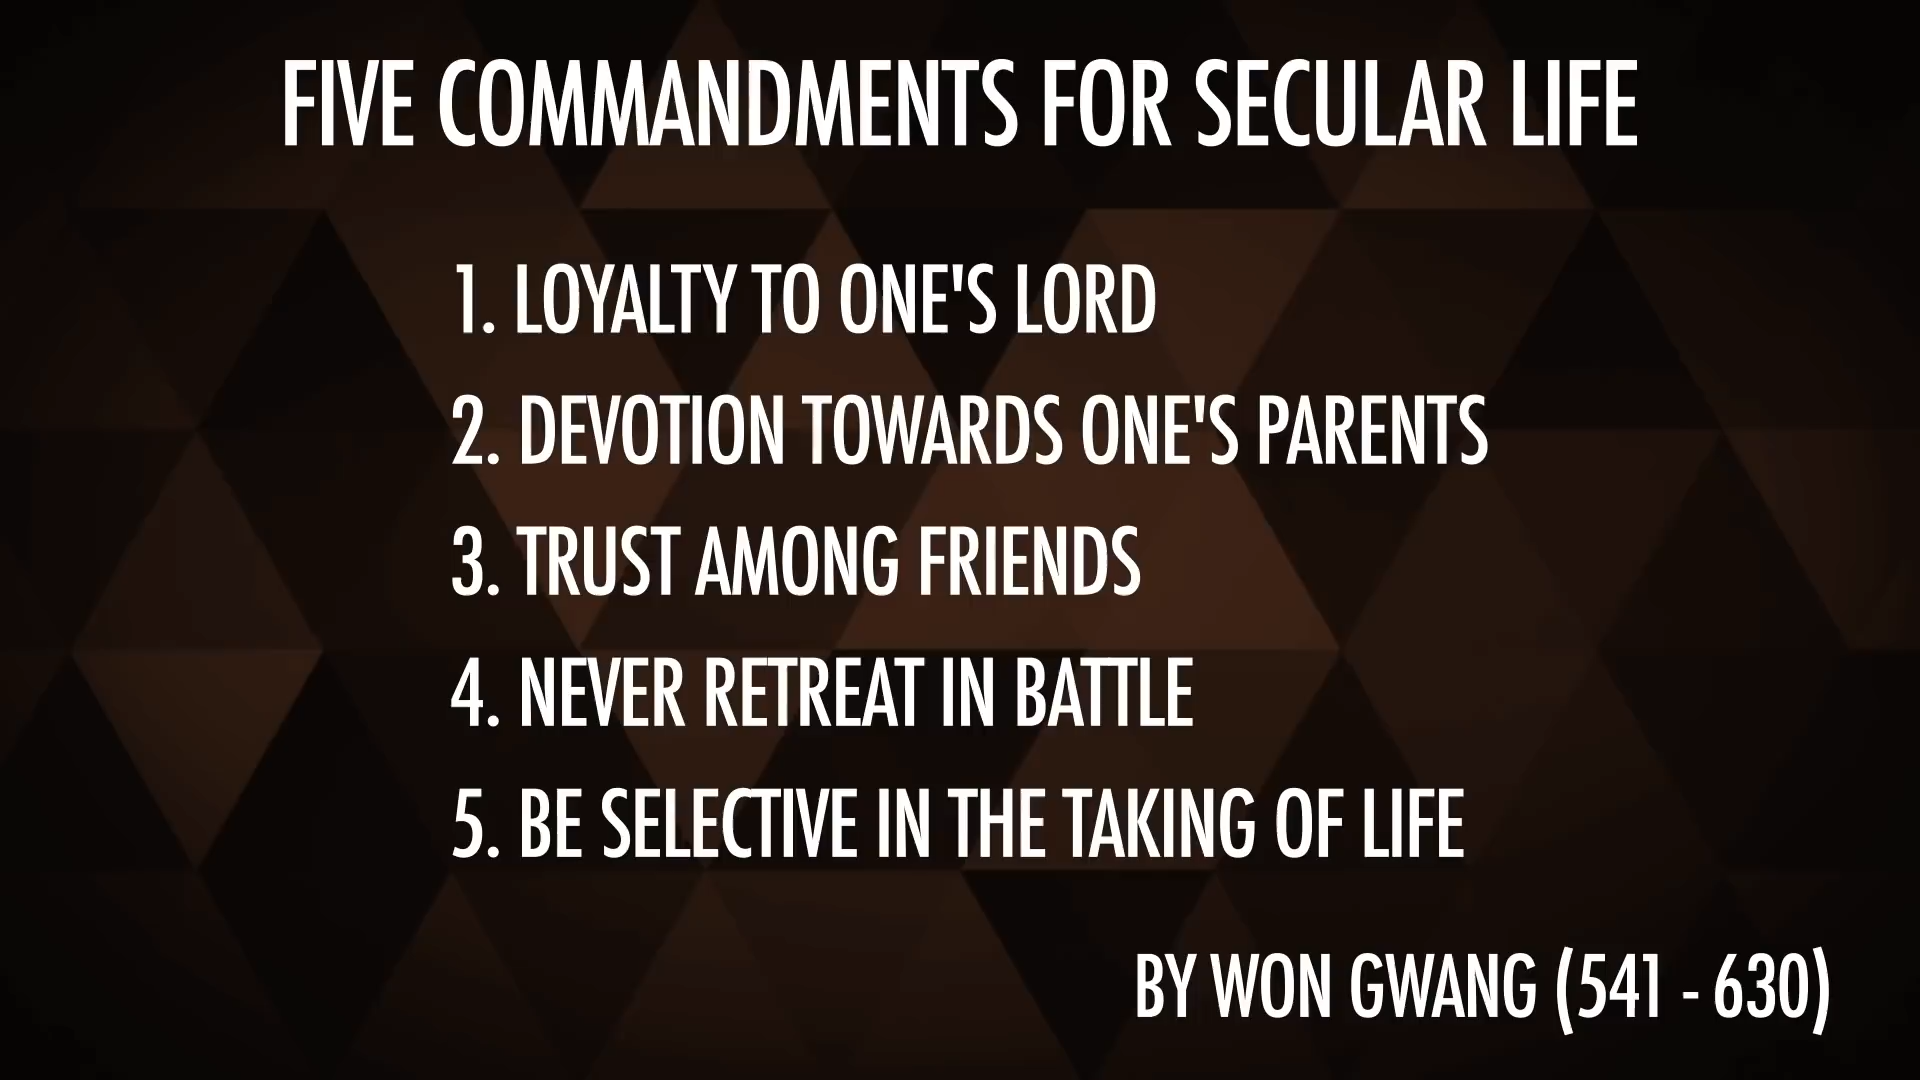 FIVE COMMANDMENTS FOR SECULAR LIFE
1. LOYALTY TO ONE'S LORD
2. DEVOTION TOWARDS ONE'S PARENTS
3. TRUST AMONG FRIENDS
4. NEVER RETREAT IN BATTLE
5. BE SELECTIVE IN THE TAKING OF LIFE
BY WON GWANG (541 - 630)